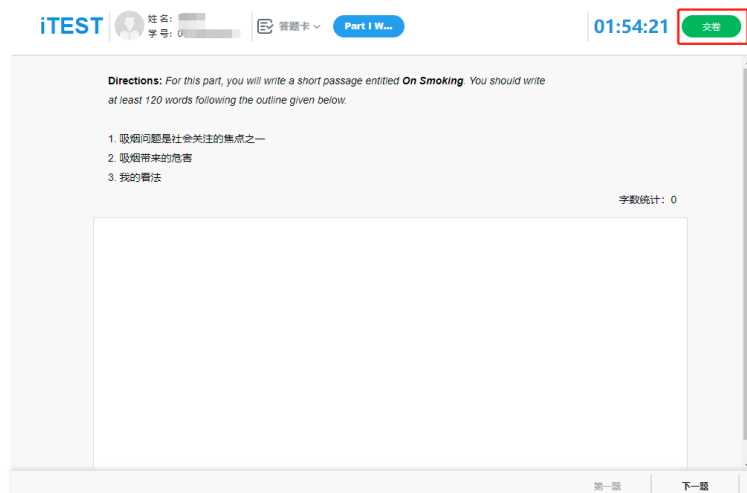 iTEST
姓 名:
学 号: 0
答题卡
Part I W...
01:54:21
交卷
Directions: For this part, you will write a short passage entitled On Smoking. You should write
at least 120 words following the outline given below.
1. 吸烟问题是社会关注的焦点之一
2. 吸烟带来的危害
3. 我的看法
字数统计: 0
第一题
下一题